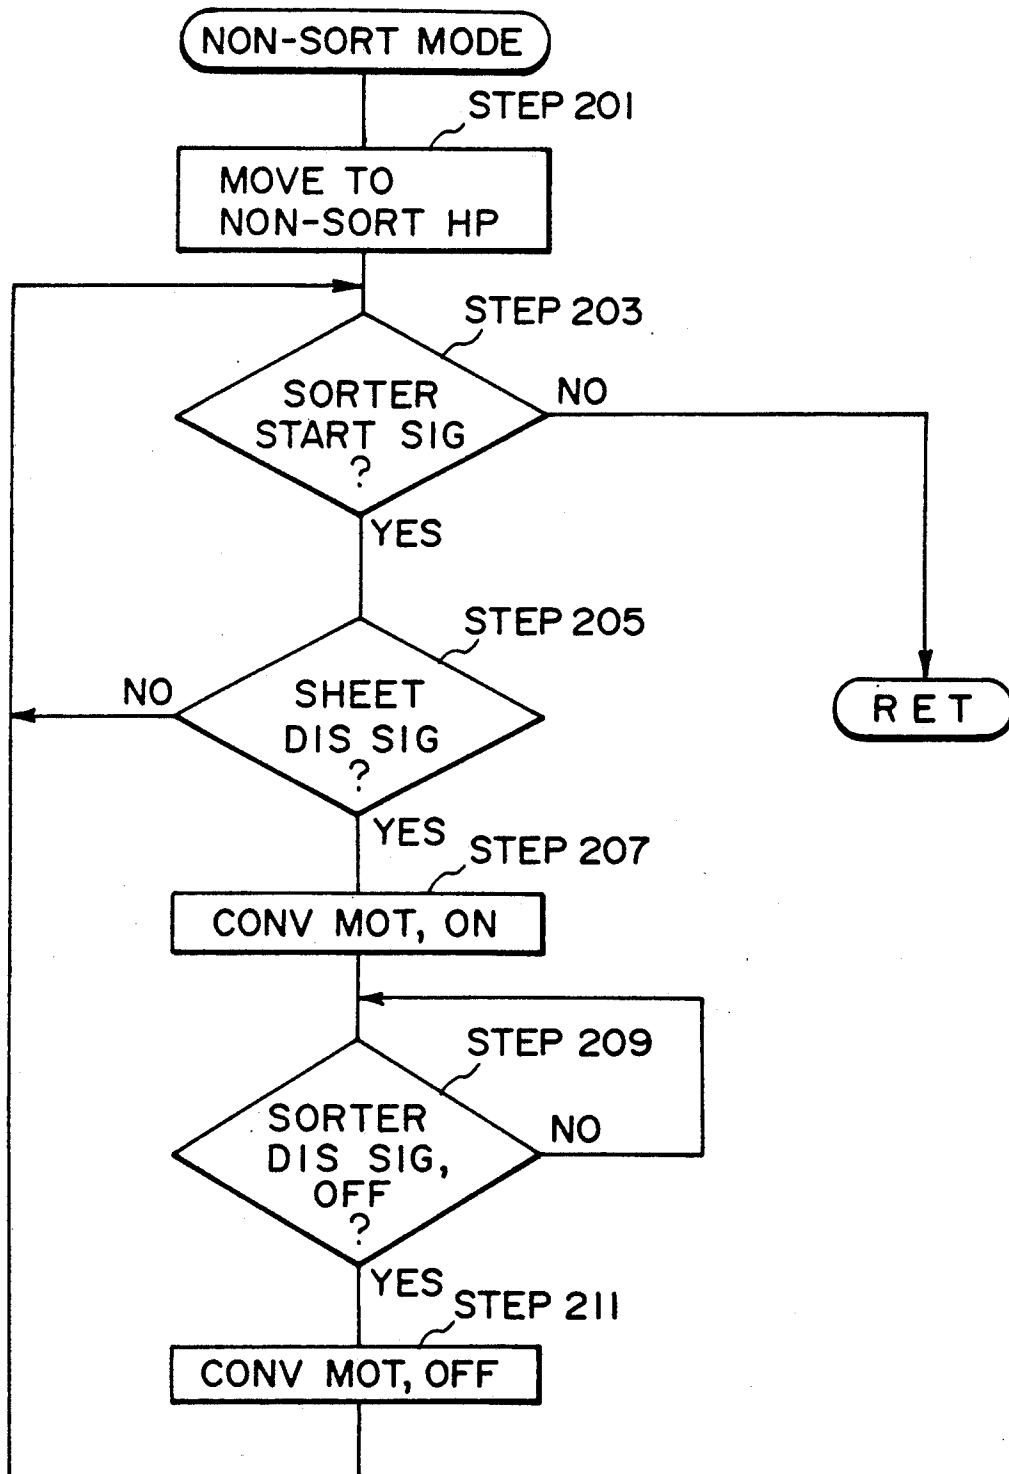 NON-SORT MODE
STEP 201
MOVE TO
NON-SORT HP
STEP 203
SORTER
START SIG
?
NO
YES
STEP 205
NO
SHEET
DIS SIG
?
RET
YES
STEP 207
CONV MOT, ON
STEP 209
SORTER
DIS SIG,
OFF
?
NO
YES
STEP 211
CONV MOT, OFF